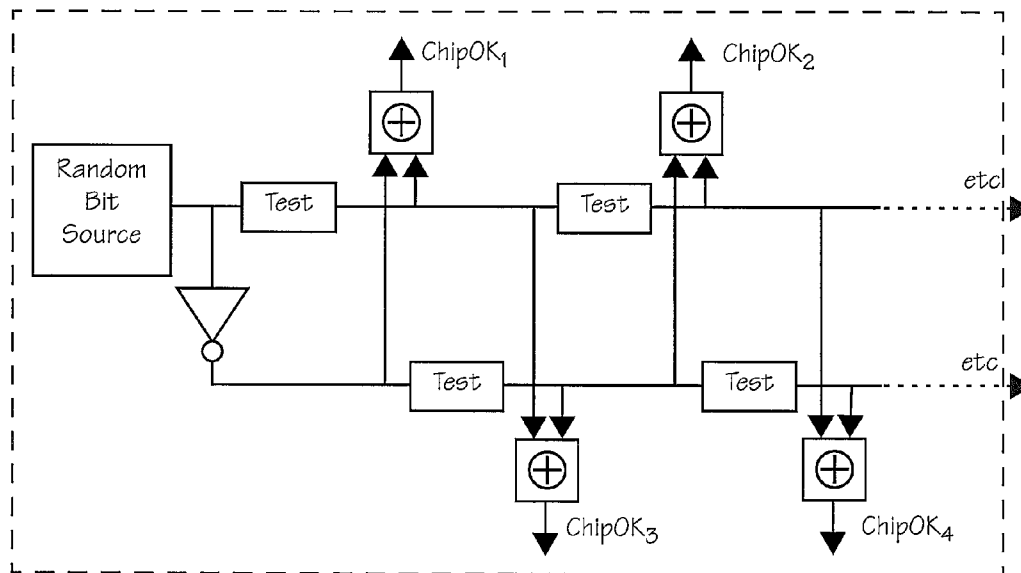 ChipOK1
ChipOK2
Random
Bit
Source
Test
Test
etc
Test
Test
etc
ChipOK3
ChipOK4